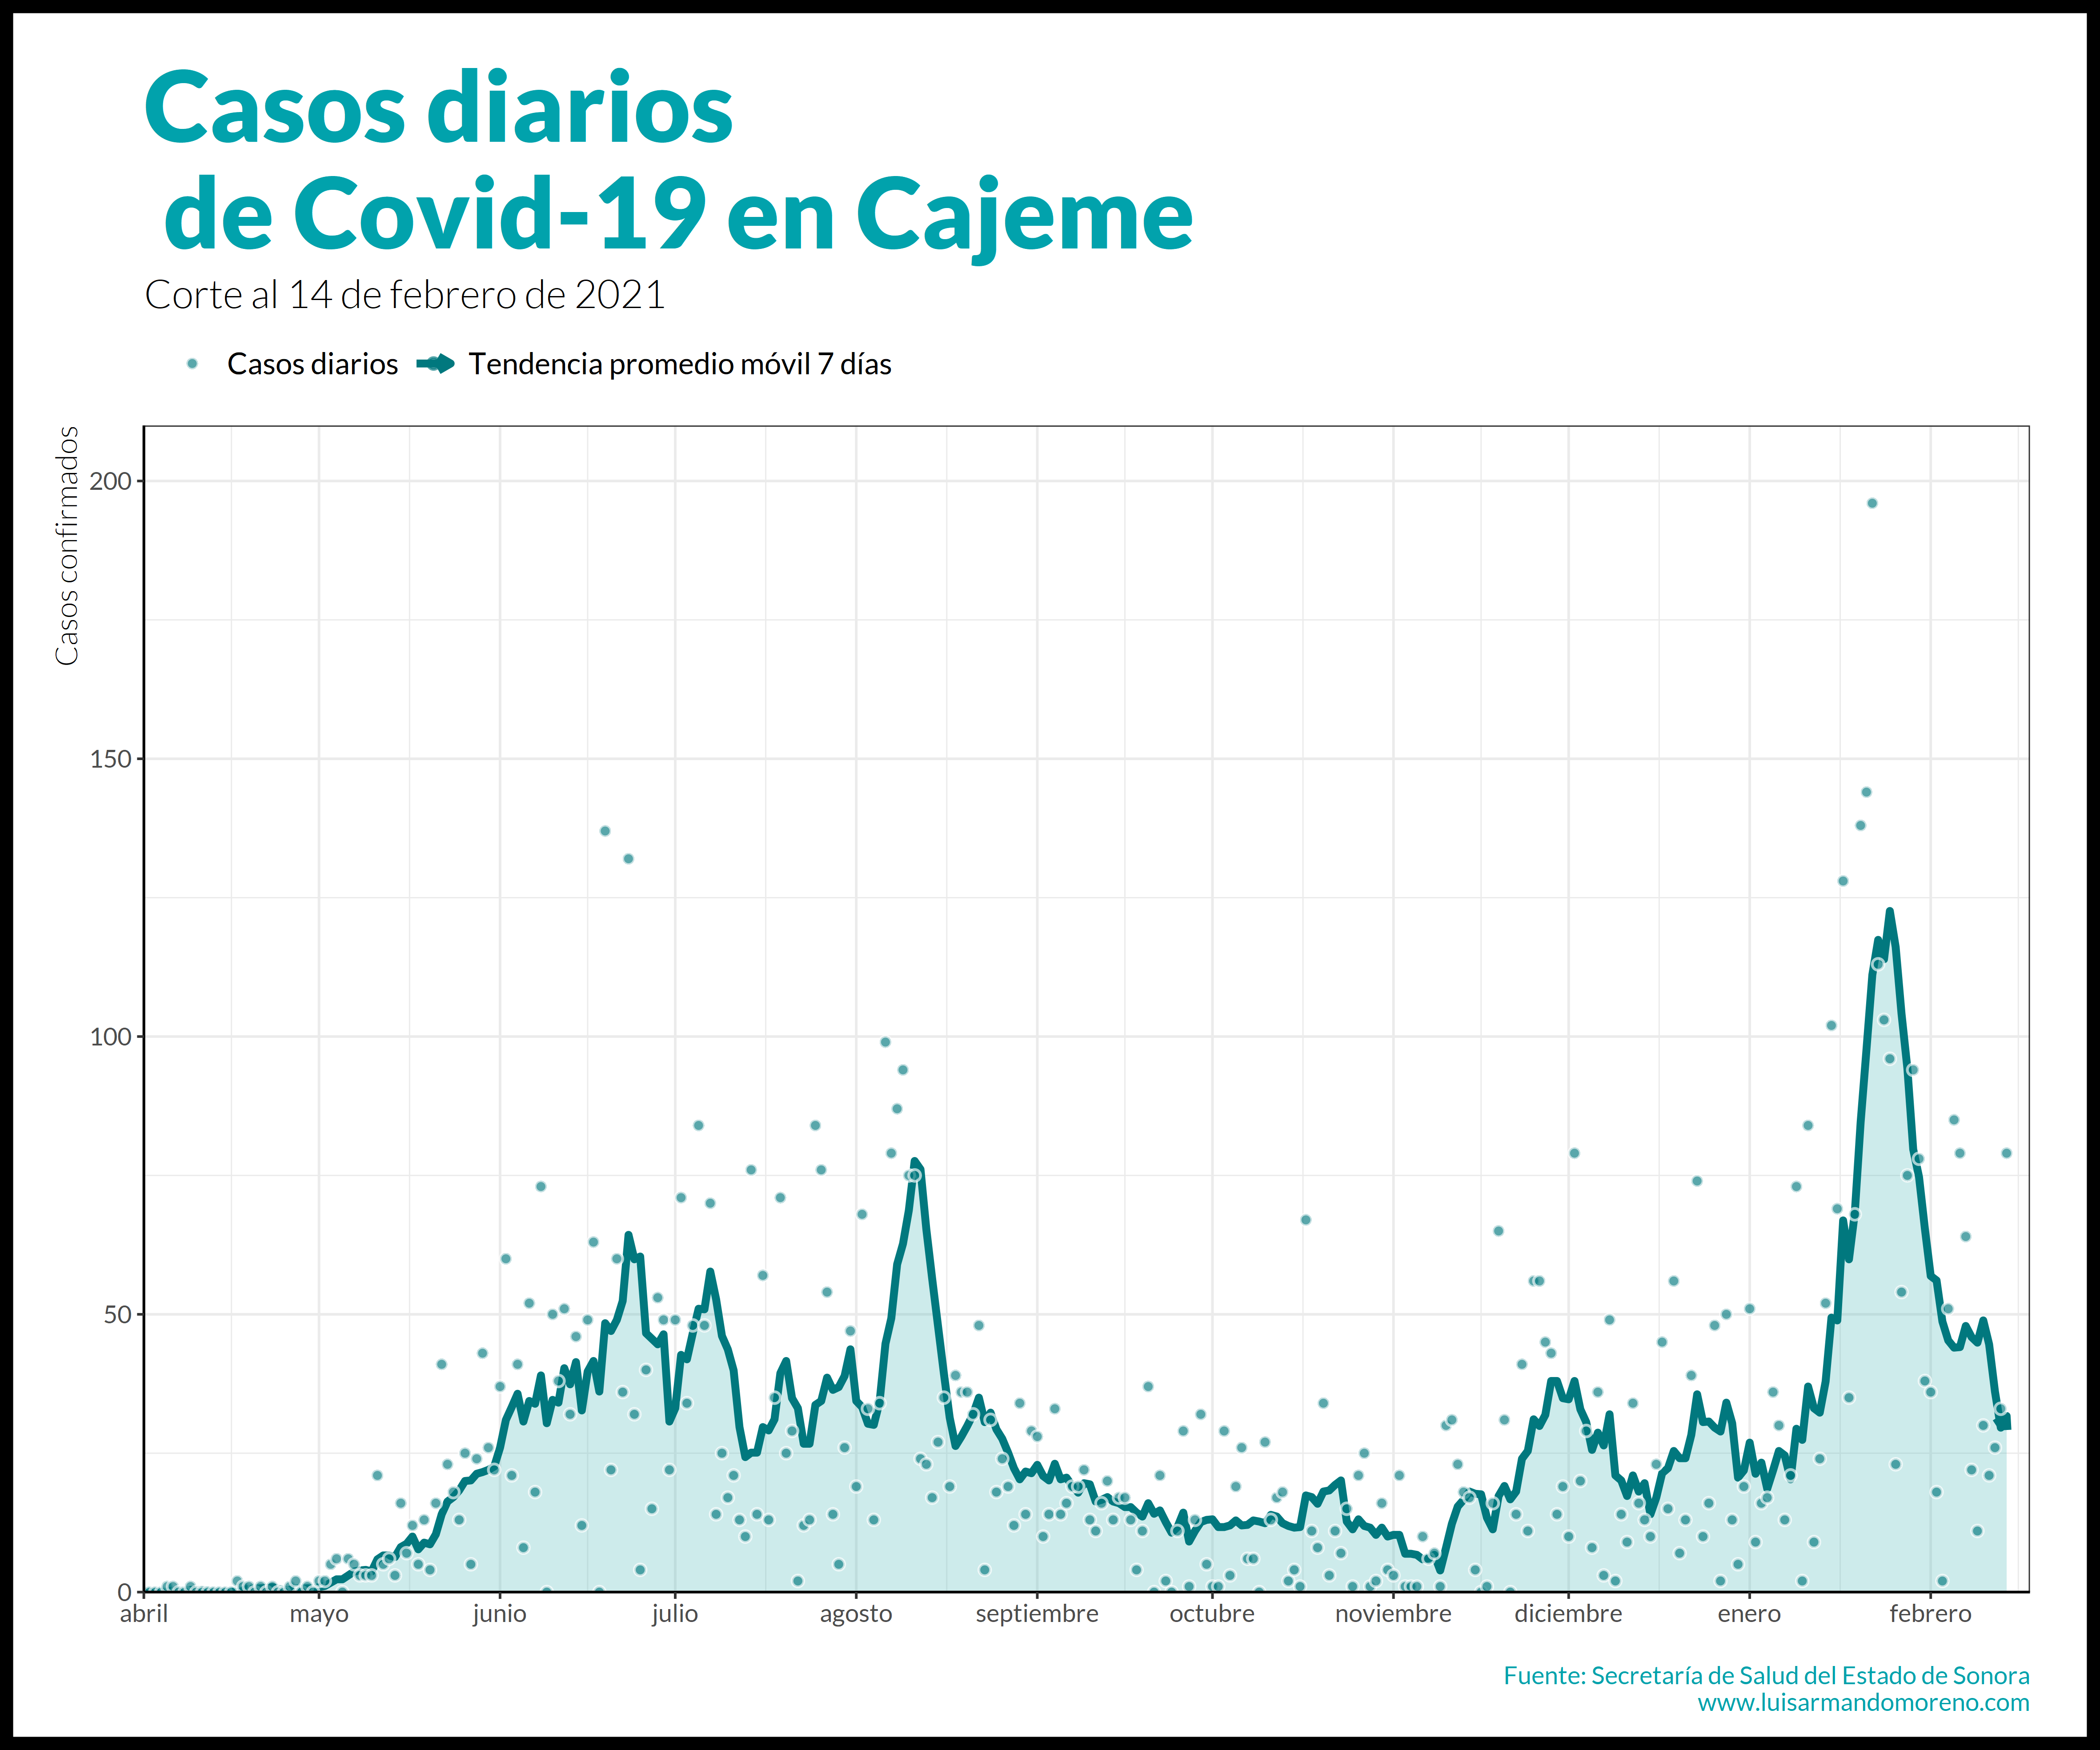 Casos diarios
de Covid-19 en Cajeme
Corte al 14 de febrero de 2021
Casos diarios Tendencia promedio móvil 7 días
Casos confirmados
200
150
100
50
0
abril mayo junio julio agosto septiembre octubre noviembre diciembre enero febrero
Fuente: Secretaría de Salud del Estado de Sonora
www.luisarmandomoreno.com